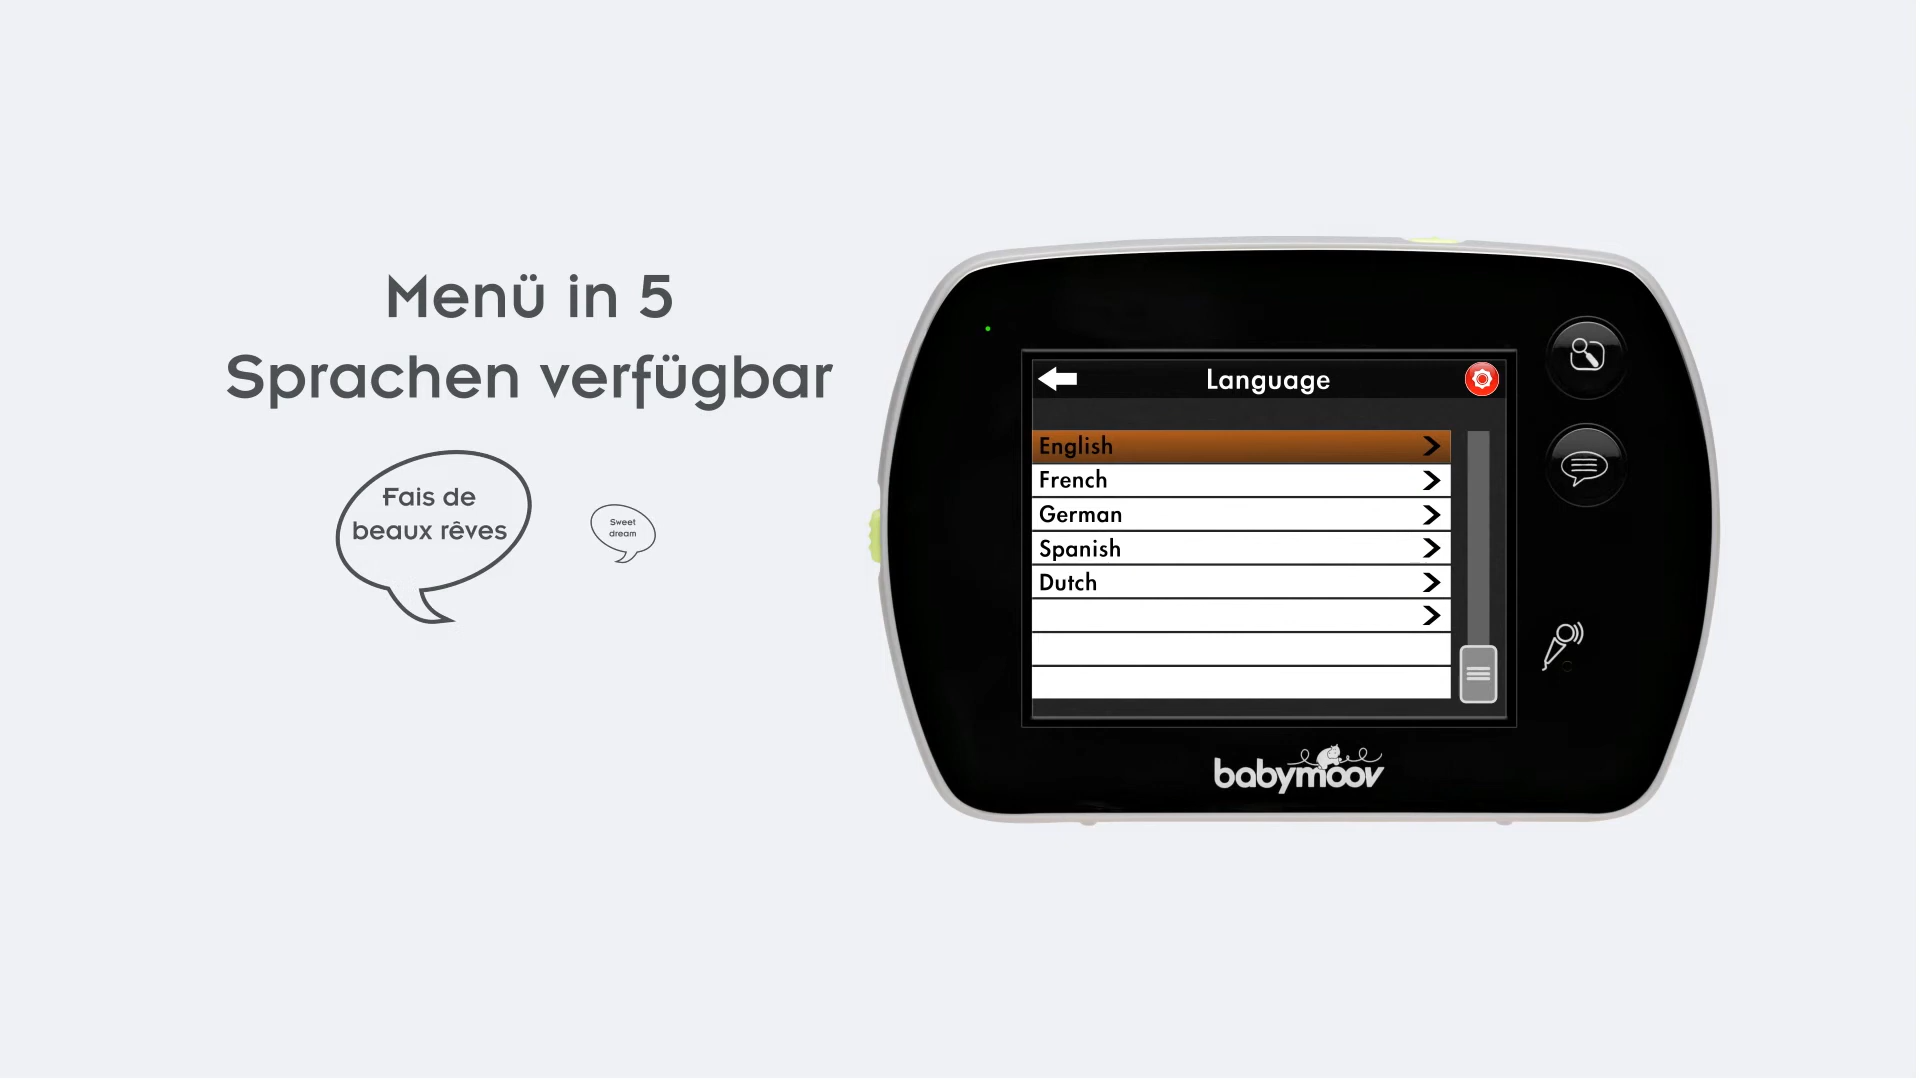 Menü in 5
Sprachen verfügbar
Fais de
beaux rêves
Sweet
dream
Language
English
French
German
Spanish
Dutch
babymoov